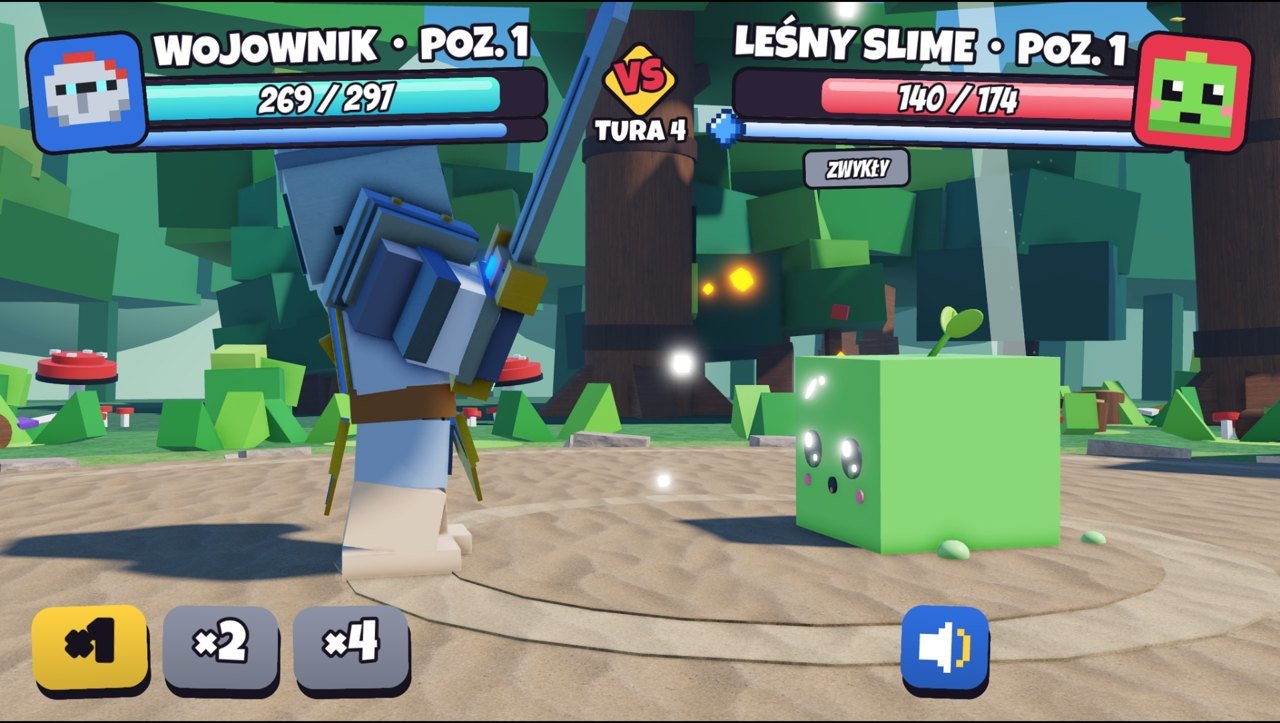 WOJOWNIK • POZ. 1
269 / 297
VS
TURA 4
LEŚNY SLIME • POZ. 1
140 / 174
ZWYKŁY
×1
×2
×4